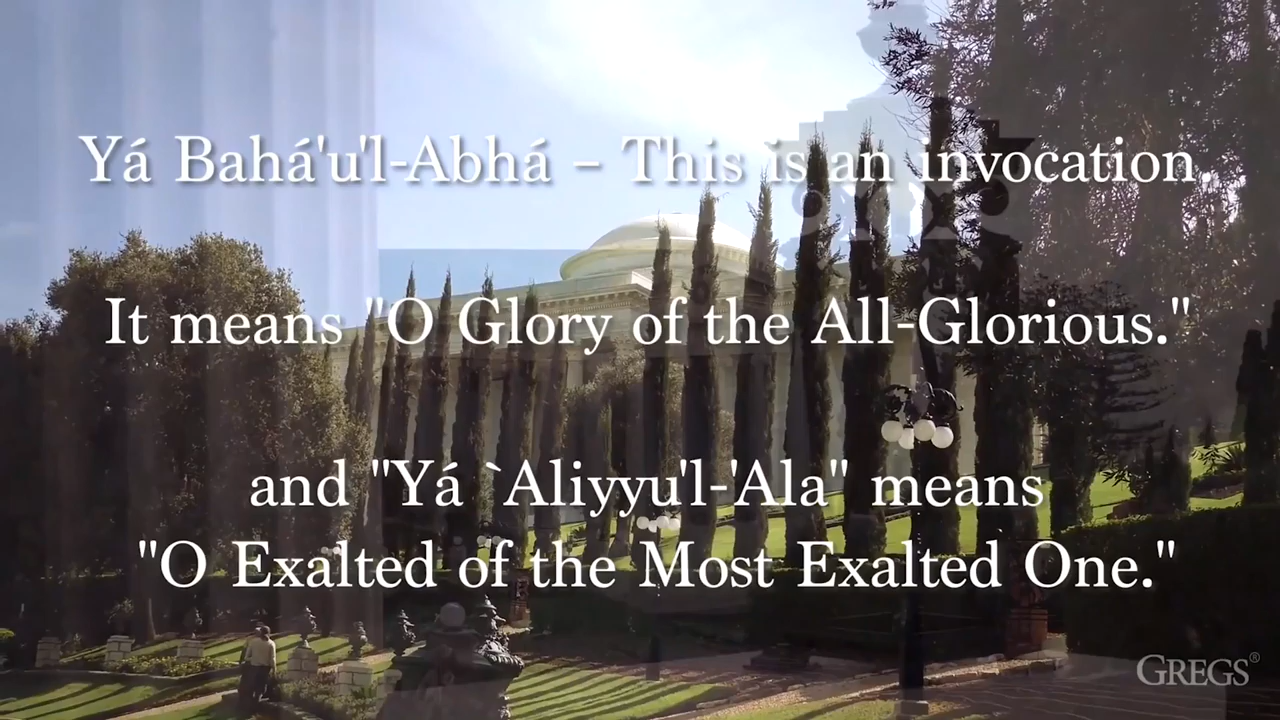 Yá Bahá'u'l-Abhá – This is an invocation.
It means "O Glory of the All-Glorious."
and "Yá `Aliyyu'l-'Ala" means
"O Exalted of the Most Exalted One."
GREGS®